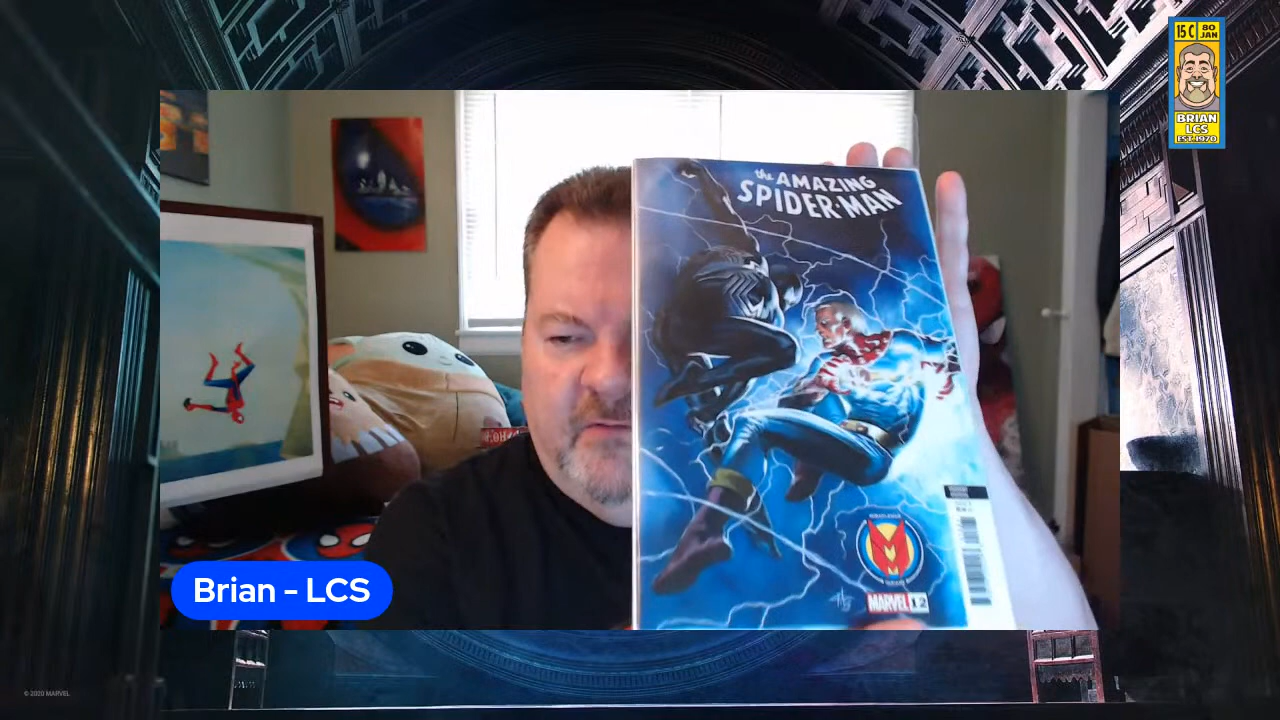 15 C
80
JAN
BRIAN
LCS
EST. 1970
the AMAZING
SPIDER-MAN
MARVEL
Brian - LCS
© 2020 MARVEL